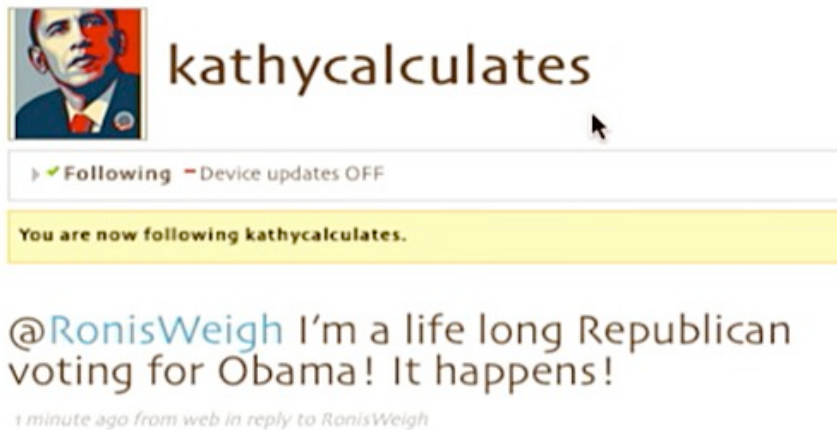 kathycalculates
Following Device updates OFF
You are now following kathycalculates.
@RonisWeigh I'm a life long Republican
voting for Obama! It happens!
1 minute ago from web in reply to RonisWeigh